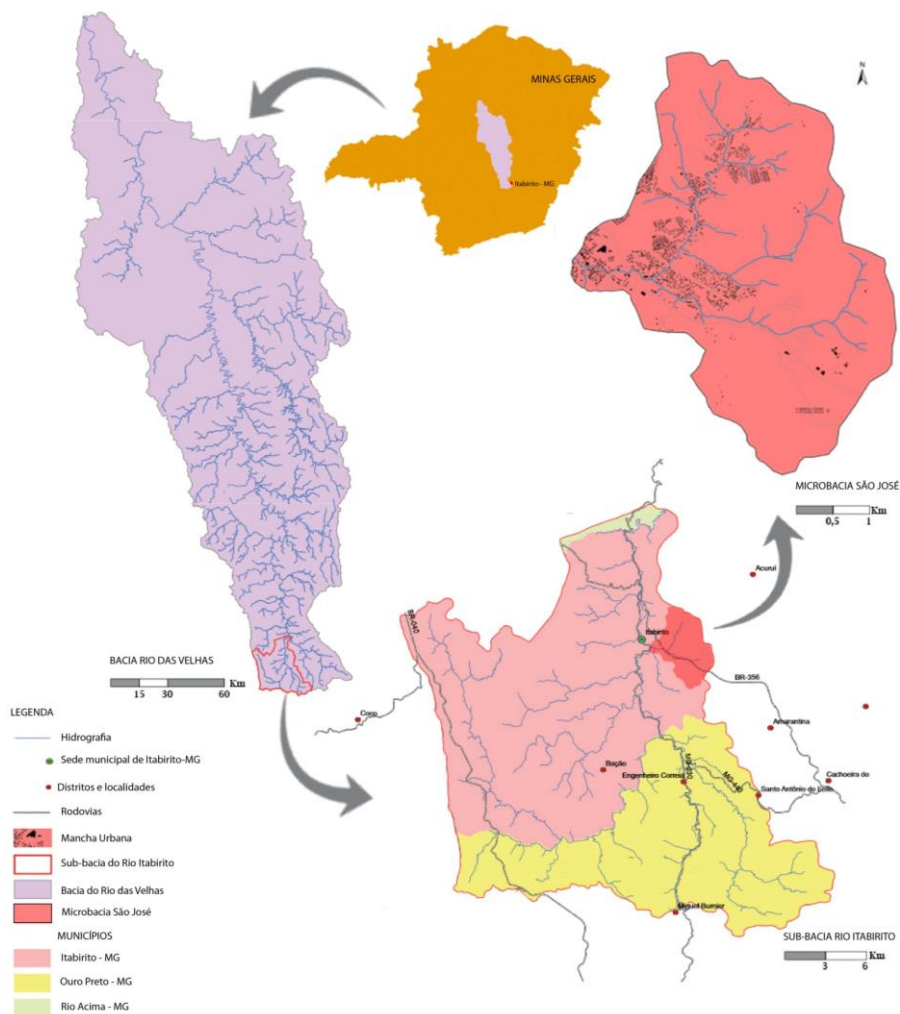 MINAS GERAIS
Itabirito - MG
N
MICROBACIA SÃO JOSÉ
Km
0,5 1
BACIA RIO DAS VELHAS
Km
15 30 60
Acuruí
Itabirito
BR-040
BR-356
Coco
Amarantina
Bação
Engenheiro Correia
MG-030
Cachoeira do
Santo Antônio do Leite
Miguel Burnier
SUB-BACIA RIO ITABIRITO
Km
3 6
LEGENDA
Hidrografia
Sede municipal de Itabirito-MG
Distritos e localidades
Rodovias
Mancha Urbana
Sub-bacia do Rio Itabirito
Bacia do Rio das Velhas
Microbacia São José
MUNICÍPIOS
Itabirito - MG
Ouro Preto - MG
Rio Acima - MG